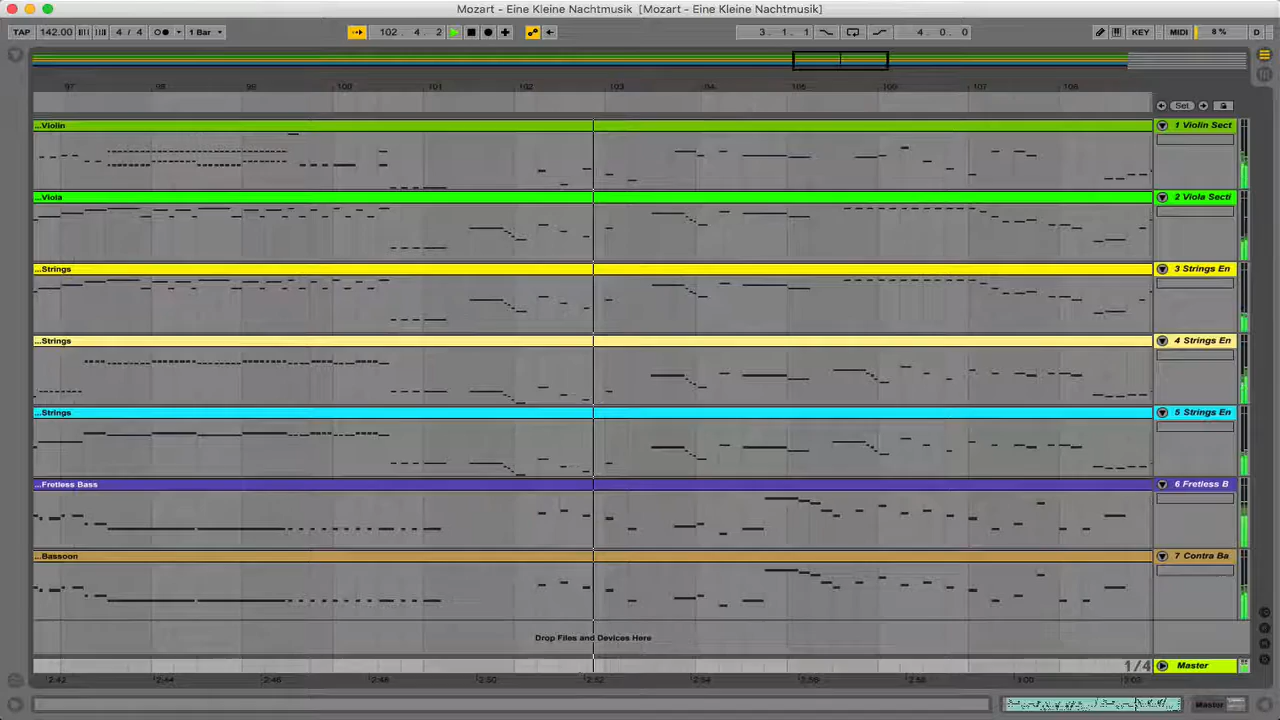 Mozart - Eine Kleine Nachtmusik [Mozart - Eine Kleine Nachtmusik]
TAP 142.00 4 / 4 1 Bar 102. 4. 2 3. 1. 1 4. 0. 0 KEY MIDI 8 % D
97 98 99 100 101 102 103 104 105 106 107 108
Set
...Violin 1 Violin Sect
...Viola 2 Viola Secti
...Strings 3 Strings En
...Strings 4 Strings En
...Strings 5 Strings En
...Fretless Bass 6 Fretless B
...Bassoon 7 Contra Ba
Drop Files and Devices Here
1/4 Master
2:42 2:44 2:46 2:48 2:50 2:52 2:54 2:56 2:58 3:00 3:02
Master